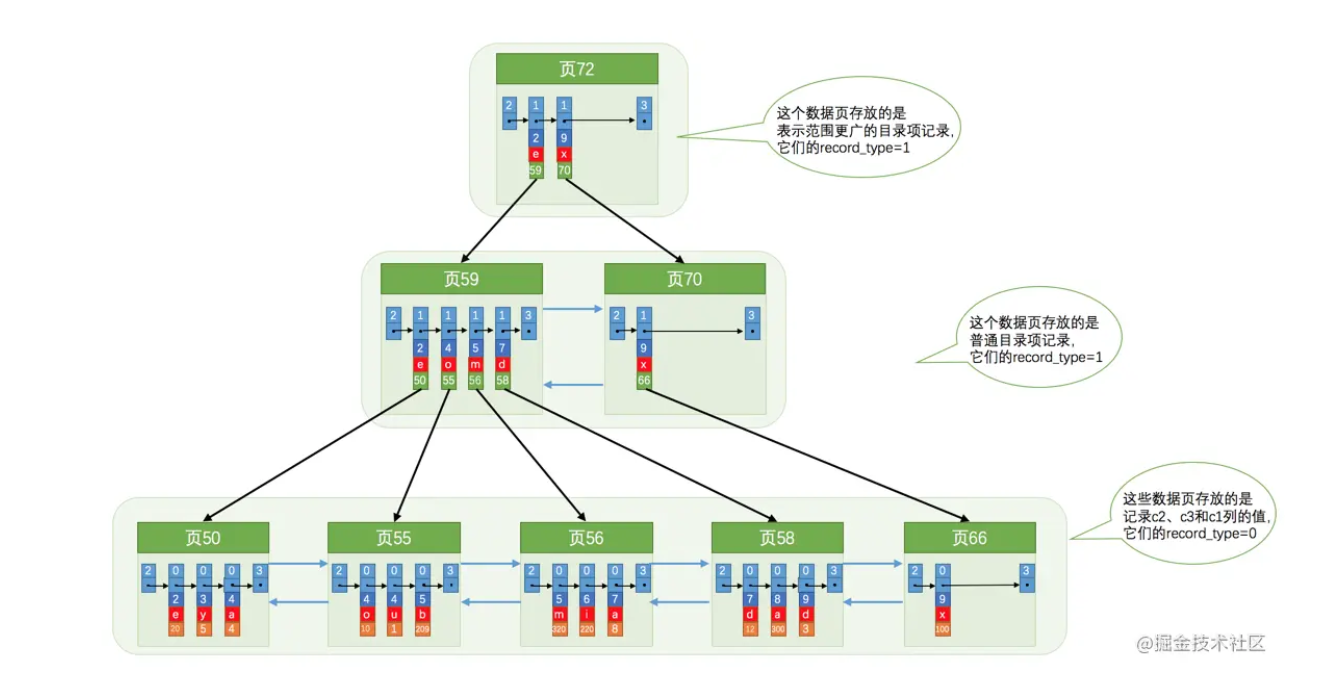 页72
2 1 1 3
2 9
e x
59 70
这个数据页存放的是
表示范围更广的目录项记录,
它们的record_type=1
页59
页70
2 1 1 1 1 3
2 1 3
2 4 5 7
9
e o m d
x
50 55 56 58
66
这个数据页存放的是
普通目录项记录,
它们的record_type=1
这些数据页存放的是
记录c2、c3和c1列的值,
它们的record_type=0
页50
页55
页56
页58
页66
2 0 0 0 3
2 0 0 0 3
2 0 0 0 3
2 0 0 0 3
2 0 3
2 3 4
4 4 5
5 6 7
7 8 9
9
e y a
o u b
m i a
d a d
x
20 5 4
10 1 209
320 220 8
12 300 3
100
@掘金技术社区